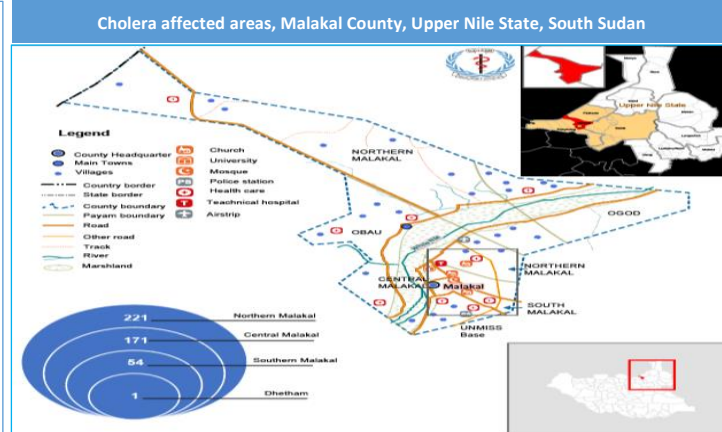 Cholera affected areas, Malakal County, Upper Nile State, South Sudan
Upper Nile State
Legend
County Headquarter
Main Towns
Villages
Country border
State border
County boundary
Payam boundary
Road
Other road
Track
River
Marshland
Church
University
Mosque
PS Police station
Health care
T Teachnical hospital
Airstrip
NORTHERN
MALAKAL
OBAU
OGOD
CENTRAL
MALAKAL
Malakal
NORTHERN
MALAKAL
SOUTH
MALAKAL
UNMISS
Base
221 Northern Malakal
171 Central Malakal
54 Southern Malakal
1 Dhetham